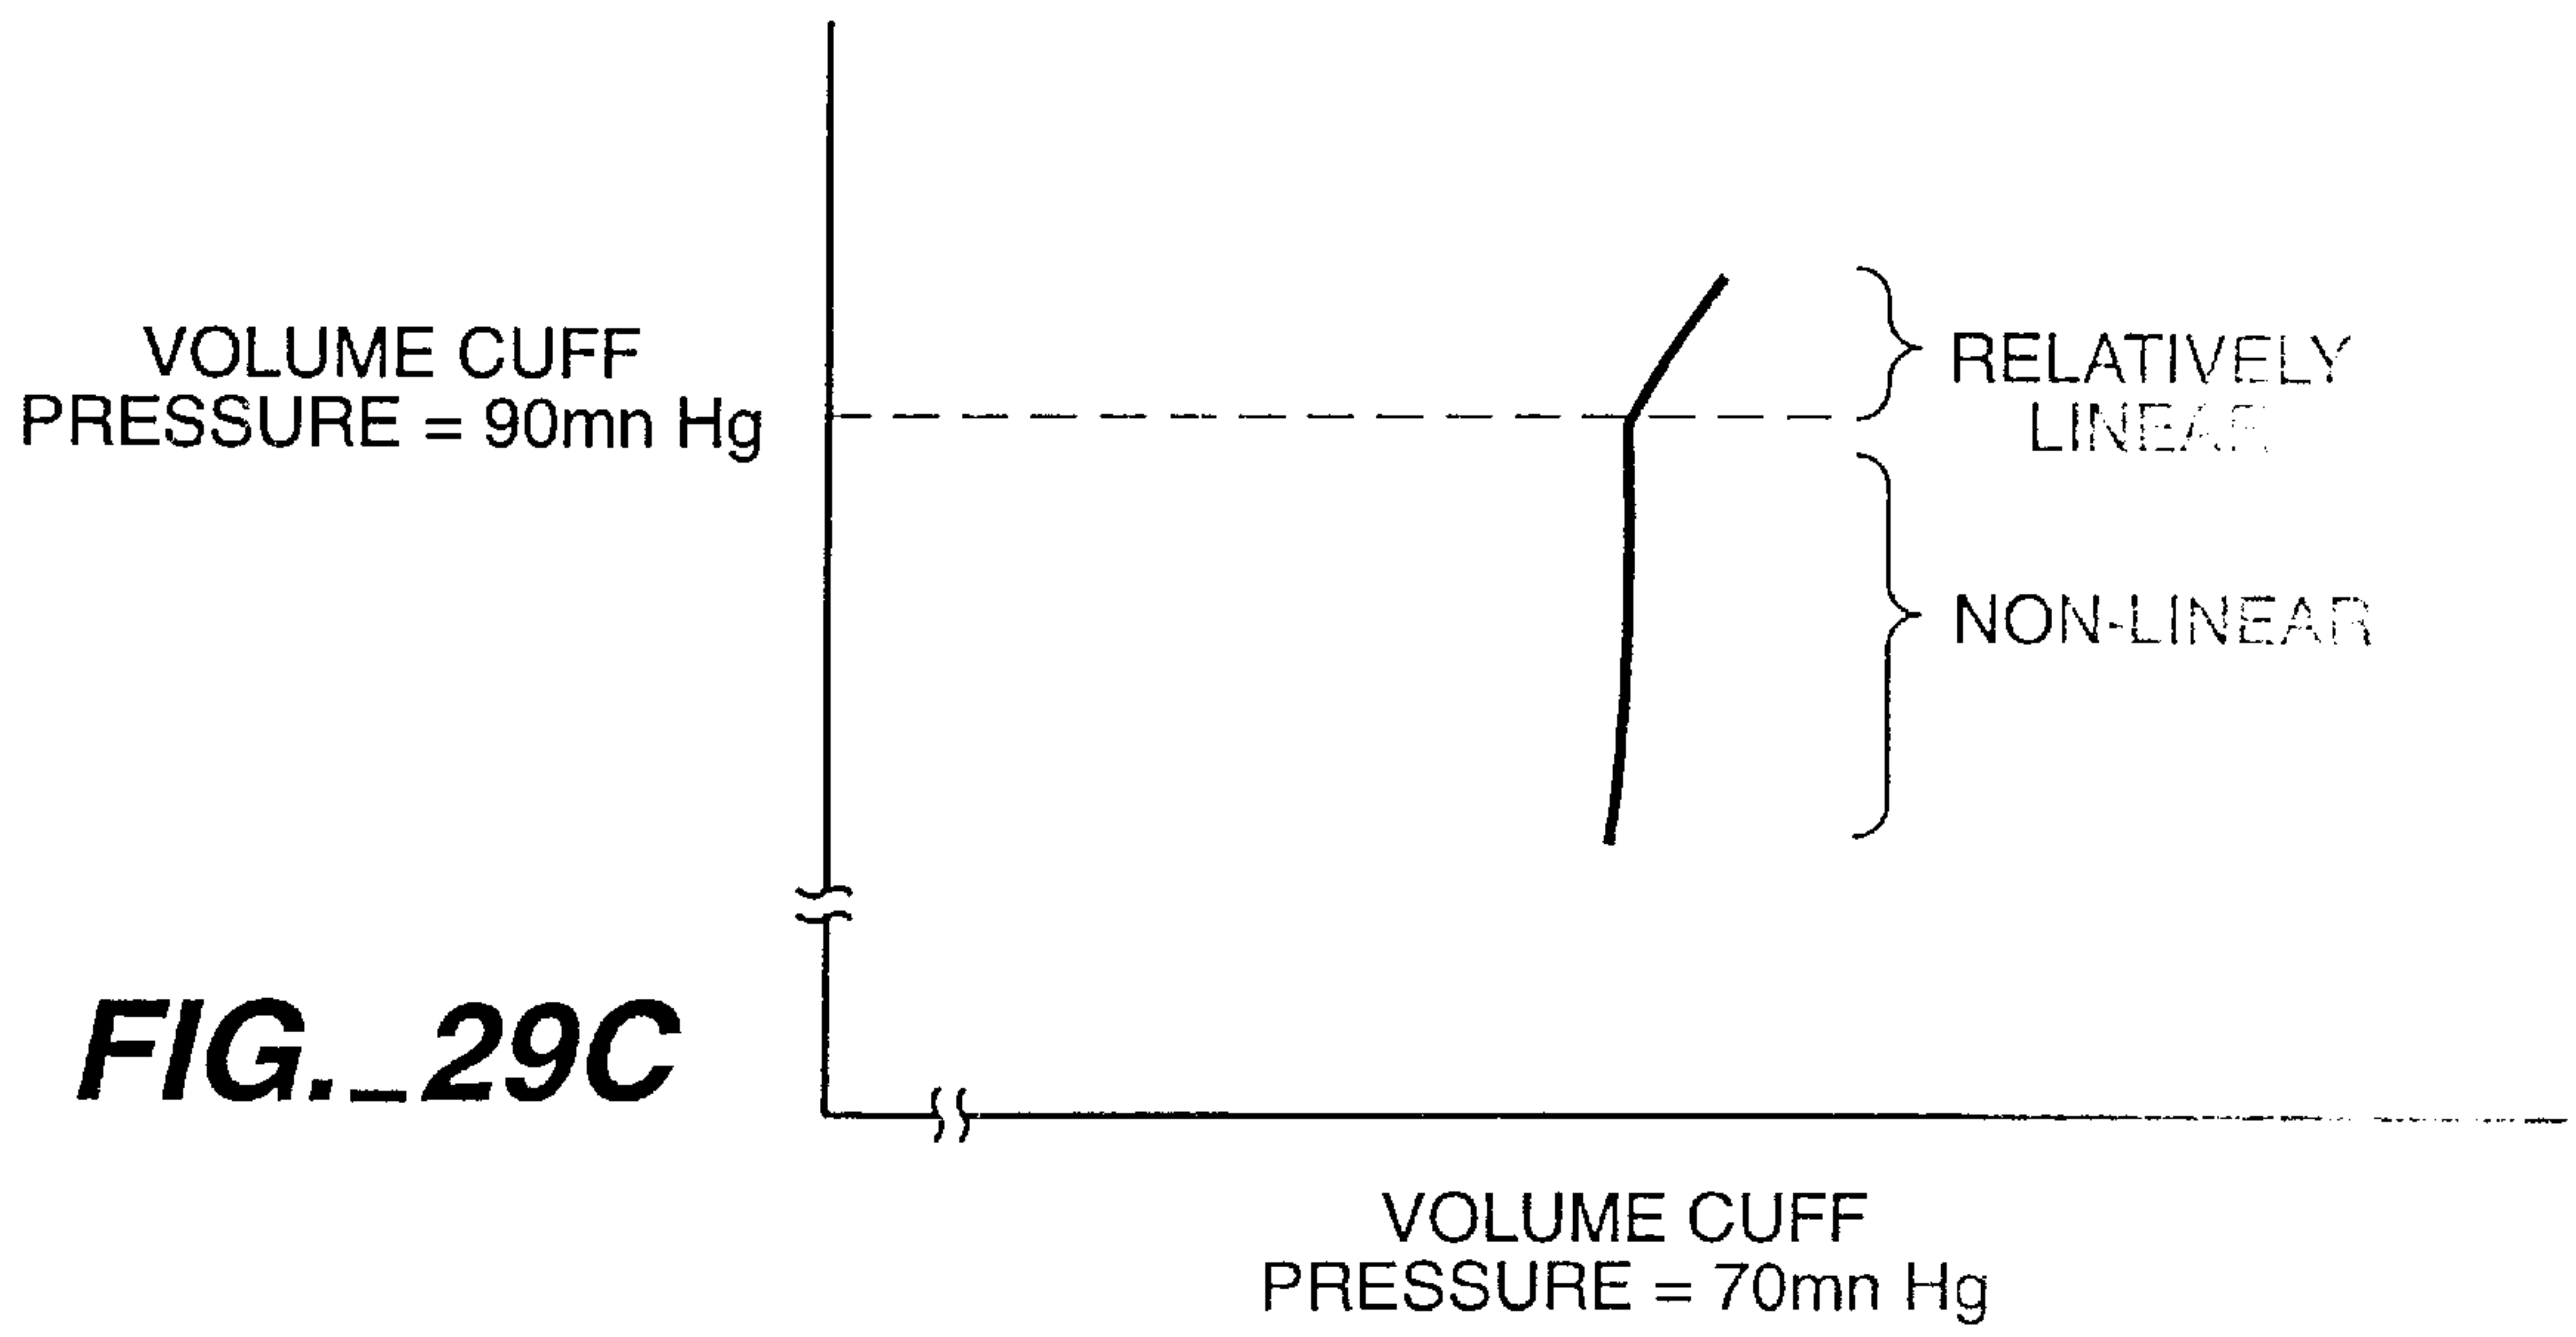 VOLUME CUFF
PRESSURE = 90mn Hg
RELATIVELY
LINEAR
NON-LINEAR
FIG._29C
VOLUME CUFF
PRESSURE = 70mn Hg